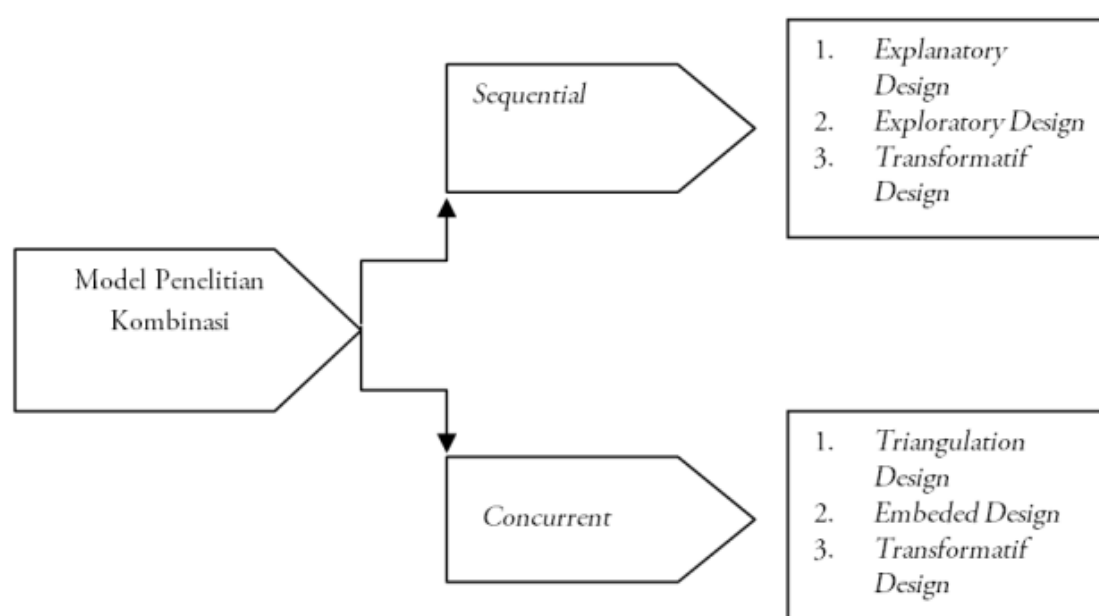 Model Penelitian
Kombinasi
Sequential
1. Explanatory
Design
2. Exploratory Design
3. Transformatif
Design
Concurrent
1. Triangulation
Design
2. Embeded Design
3. Transformatif
Design